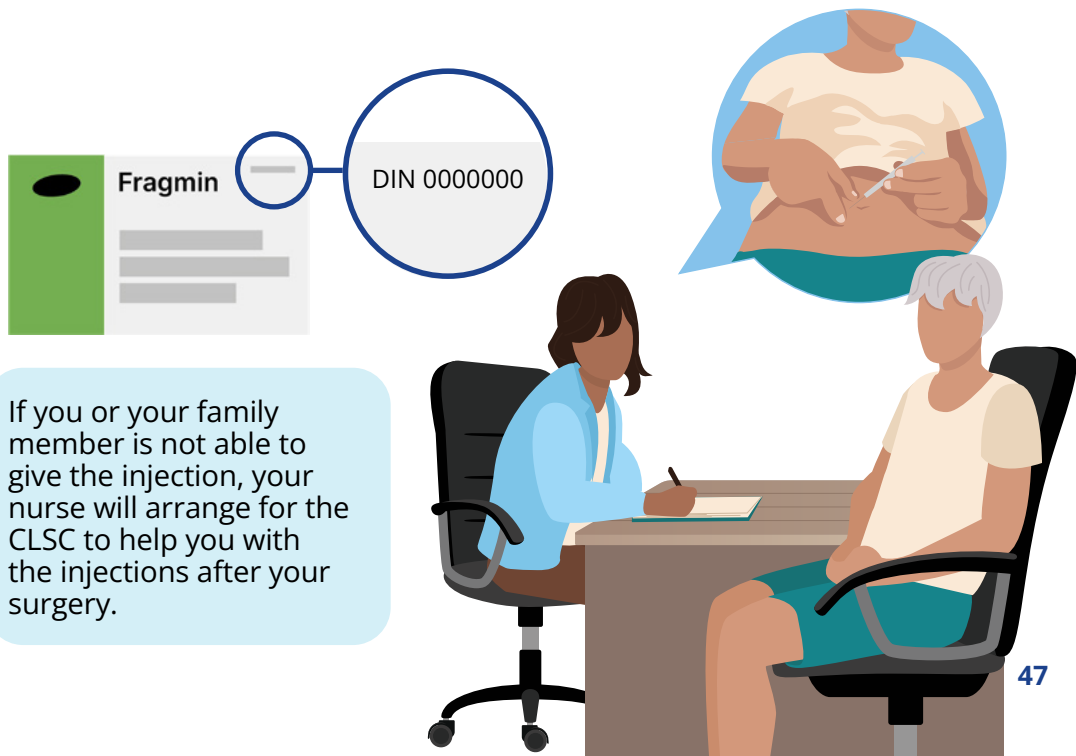 Fragmin
DIN 0000000
If you or your family
member is not able to
give the injection, your
nurse will arrange for the
CLSC to help you with
the injections after your
surgery.
47